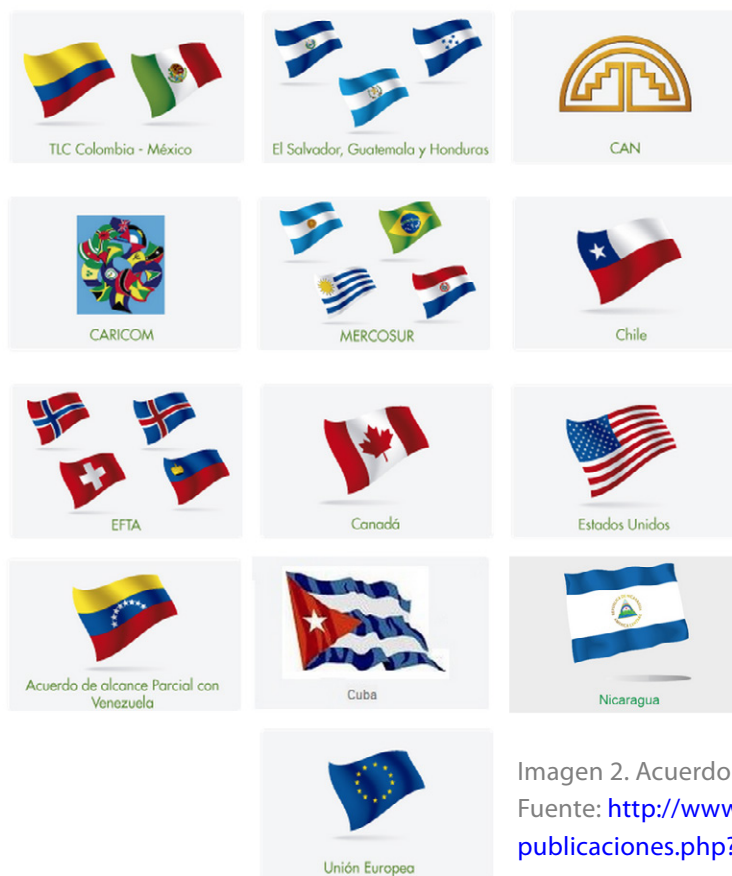 TLC Colombia - México
El Salvador, Guatemala y Honduras
CAN
CARICOM
MERCOSUR
Chile
EFTA
Canadá
Estados Unidos
Acuerdo de alcance Parcial con
Venezuela
Cuba
Nicaragua
Unión Europea
Imagen 2. Acuerdo
Fuente: http://www
publicaciones.php?